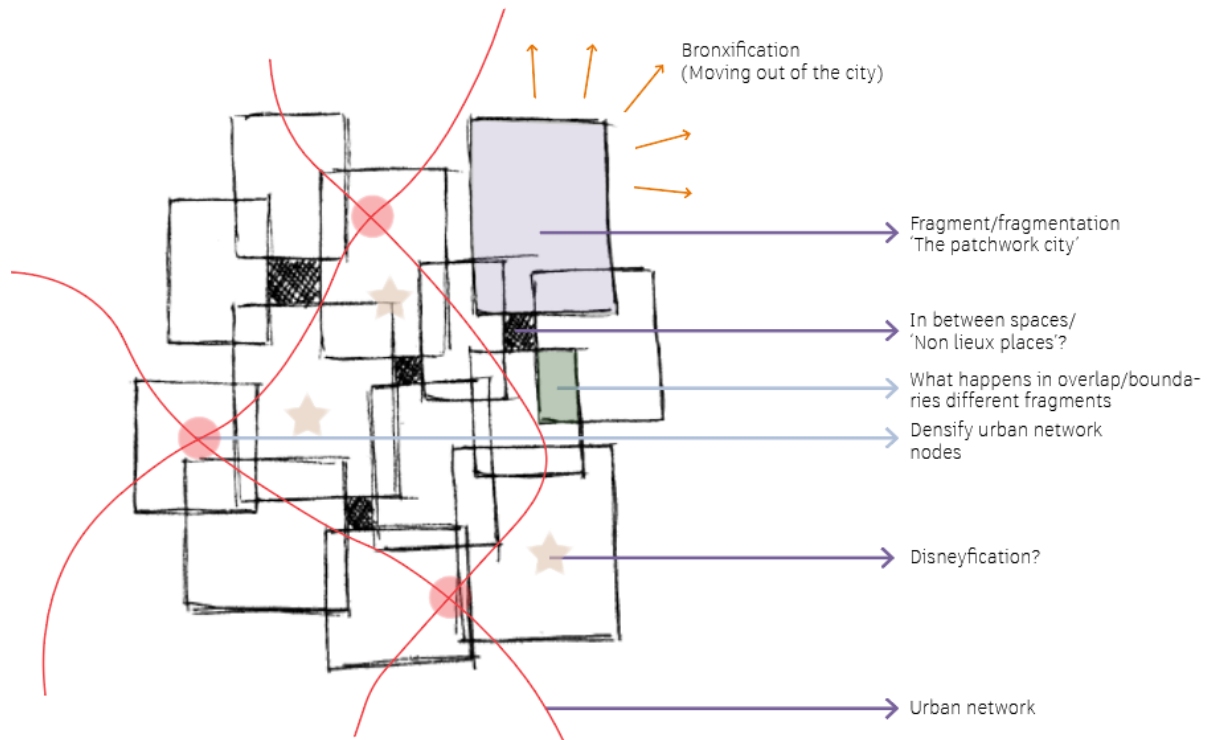 Bronxification
(Moving out of the city)
Fragment/fragmentation
‘The patchwork city’
In between spaces/
‘Non lieux places’?
What happens in overlap/bounda-
ries different fragments
Densify urban network
nodes
Disneyfication?
Urban network